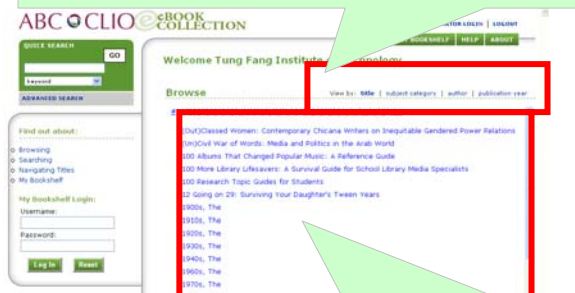 ABC CLIO eBOOK COLLECTION
LOGOUT
BOOKSHELF | HELP | ABOUT
QUICK SEARCH
GO
keyword
ADVANCED SEARCH
Welcome Tung Fang Institute
Browse
View by: title | subject category | author | publication year
Find out about:
Browsing
Searching
Navigating Titles
My Bookshelf
My Bookshelf Login:
Username:
Password:
Log In Reset
(Out)Classed Women: Contemporary Chicana Writers on Inequitable Gendered Power Relations
(Un)Civil War of Words: Media and Politics in the Arab World
100 Albums That Changed Popular Music: A Reference Guide
100 More Library Lifesavers: A Survival Guide for School Library Media Specialists
100 Research Topic Guides for Students
12 Going on 29: Surviving Your Daughter's Tween Years
1900s, The
1910s, The
1920s, The
1930s, The
1940s, The
1960s, The
1970s, The